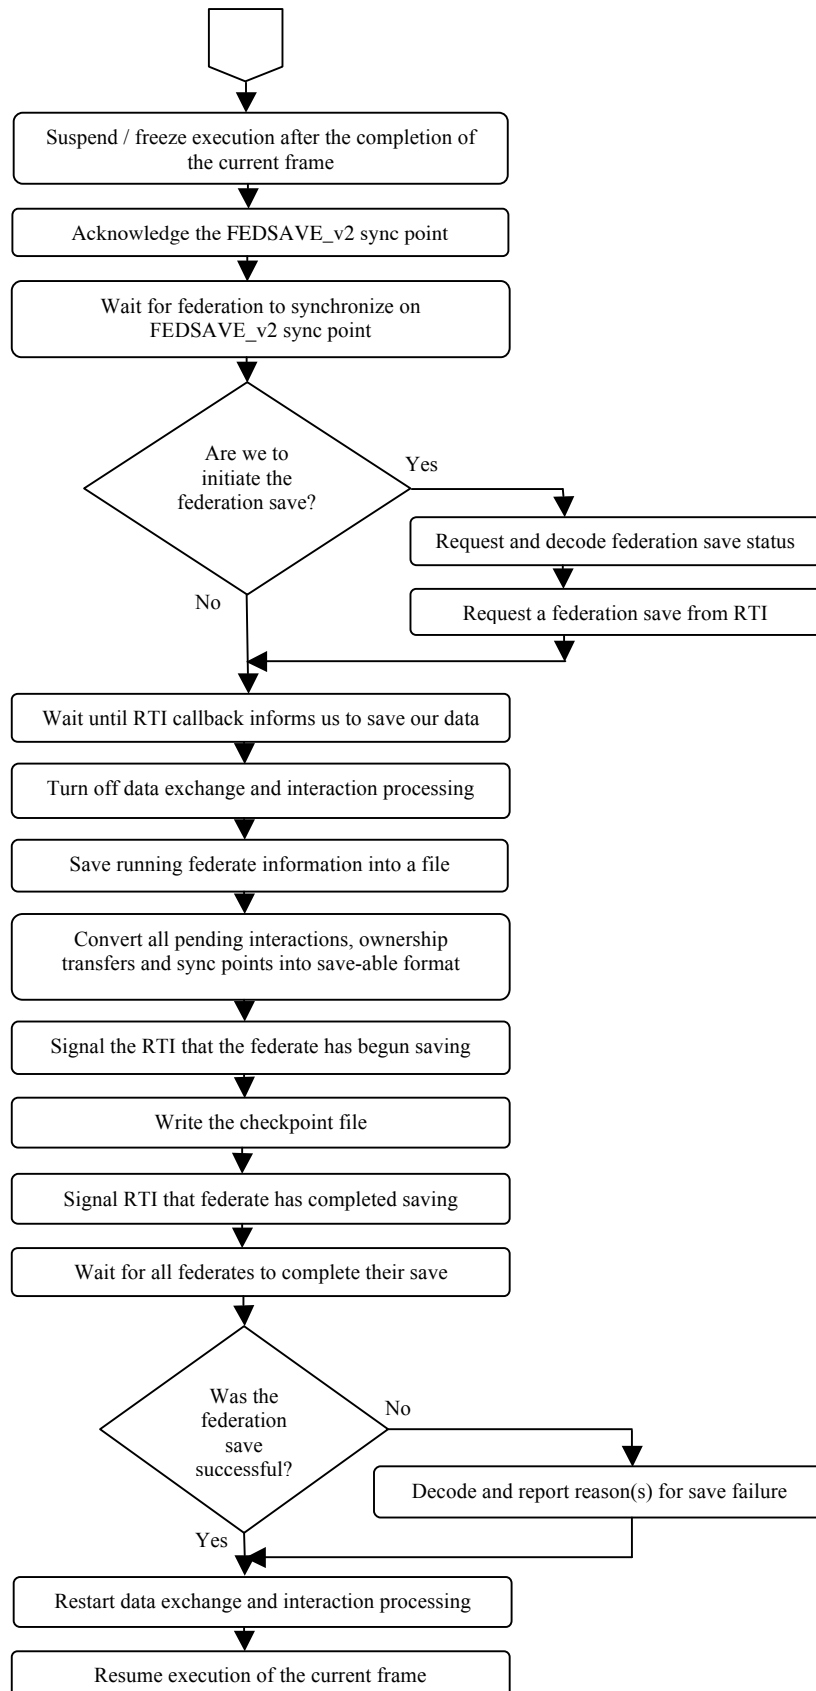 Suspend / freeze execution after the completion of
the current frame
Acknowledge the FEDSAVE_v2 sync point
Wait for federation to synchronize on
FEDSAVE_v2 sync point
Are we to
initiate the
federation save?
Yes
Request and decode federation save status
Request a federation save from RTI
No
Wait until RTI callback informs us to save our data
Turn off data exchange and interaction processing
Save running federate information into a file
Convert all pending interactions, ownership
transfers and sync points into save-able format
Signal the RTI that the federate has begun saving
Write the checkpoint file
Signal RTI that federate has completed saving
Wait for all federates to complete their save
Was the
federation
save
successful?
No
Decode and report reason(s) for save failure
Yes
Restart data exchange and interaction processing
Resume execution of the current frame